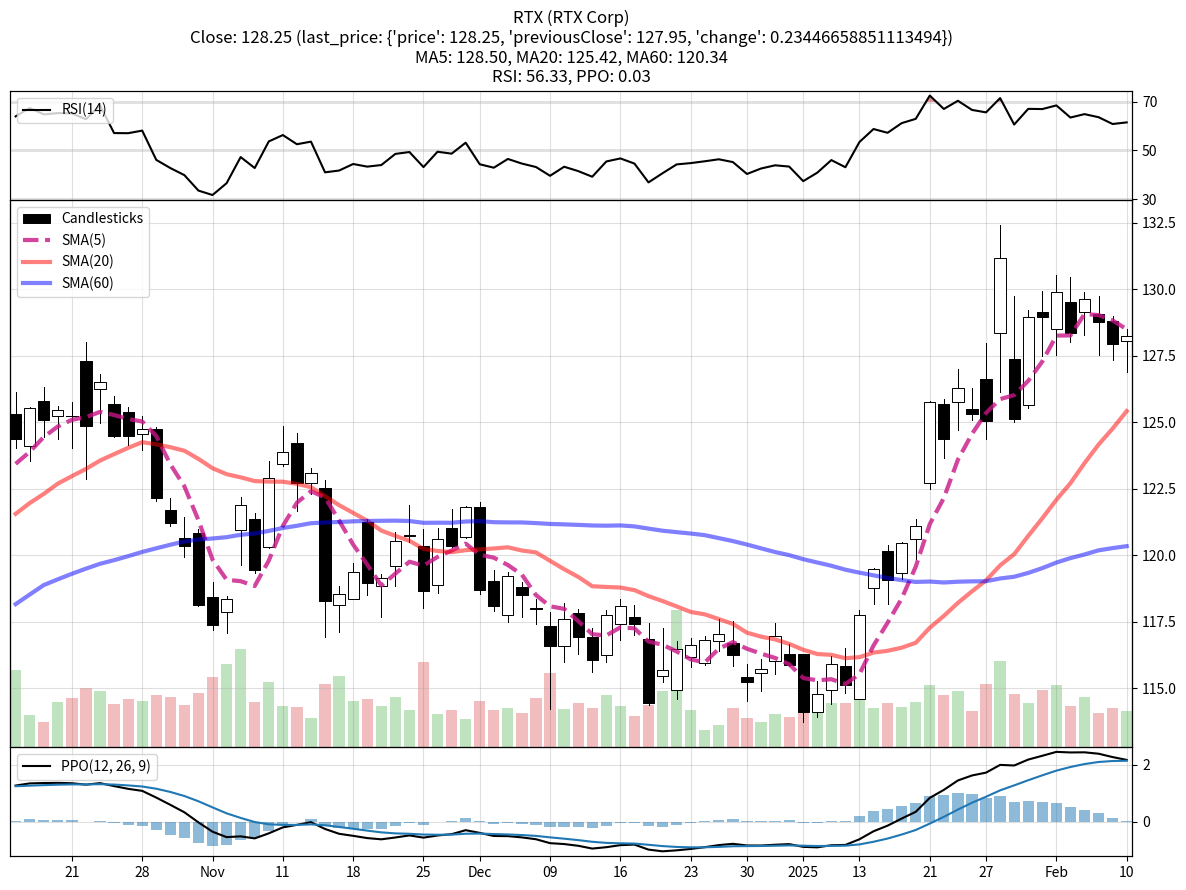 RTX (RTX Corp)
Close: 128.25 (last_price: {'price': 128.25, 'previousClose': 127.95, 'change': 0.23446658851113494})
MA5: 128.50, MA20: 125.42, MA60: 120.34
RSI: 56.33, PPO: 0.03
RSI(14)
70
50
30
Candlesticks
SMA(5)
SMA(20)
SMA(60)
132.5
130.0
127.5
125.0
122.5
120.0
117.5
115.0
PPO(12, 26, 9)
2
0
21 28 Nov 11 18 25 Dec 09 16 23 30 2025 13 21 27 Feb 10